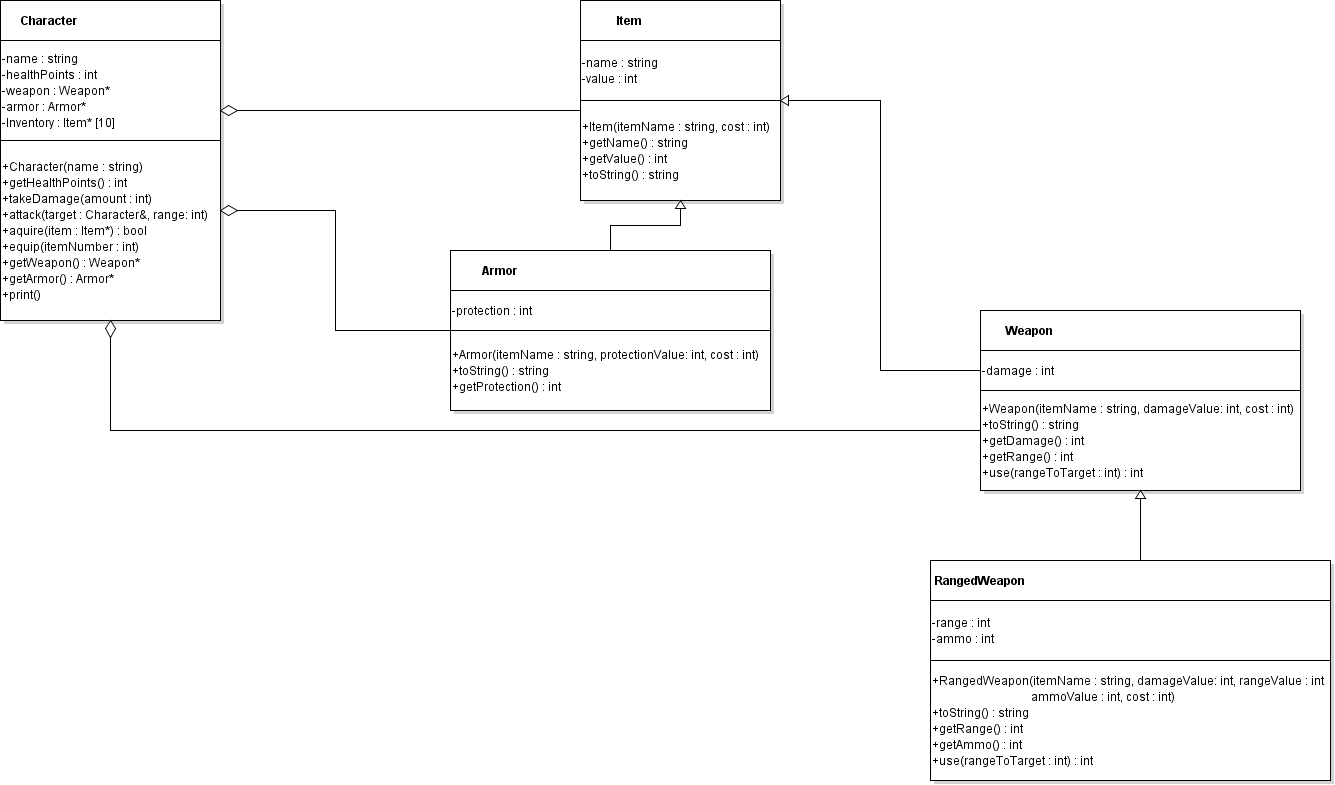 Character
-name : string
-healthPoints : int
-weapon : Weapon*
-armor : Armor*
-Inventory : Item* [10]
+Character(name : string)
+getHealthPoints() : int
+takeDamage(amount : int)
+attack(target : Character&, range: int)
+aquire(item : Item*) : bool
+equip(itemNumber : int)
+getWeapon() : Weapon*
+getArmor() : Armor*
+print()
Item
-name : string
-value : int
+Item(itemName : string, cost : int)
+getName() : string
+getValue() : int
+toString() : string
Armor
-protection : int
+Armor(itemName : string, protectionValue: int, cost : int)
+toString() : string
+getProtection() : int
Weapon
-damage : int
+Weapon(itemName : string, damageValue: int, cost : int)
+toString() : string
+getDamage() : int
+getRange() : int
+use(rangeToTarget : int) : int
RangedWeapon
-range : int
-ammo : int
+RangedWeapon(itemName : string, damageValue: int, rangeValue : int
ammoValue : int, cost : int)
+toString() : string
+getRange() : int
+getAmmo() : int
+use(rangeToTarget : int) : int